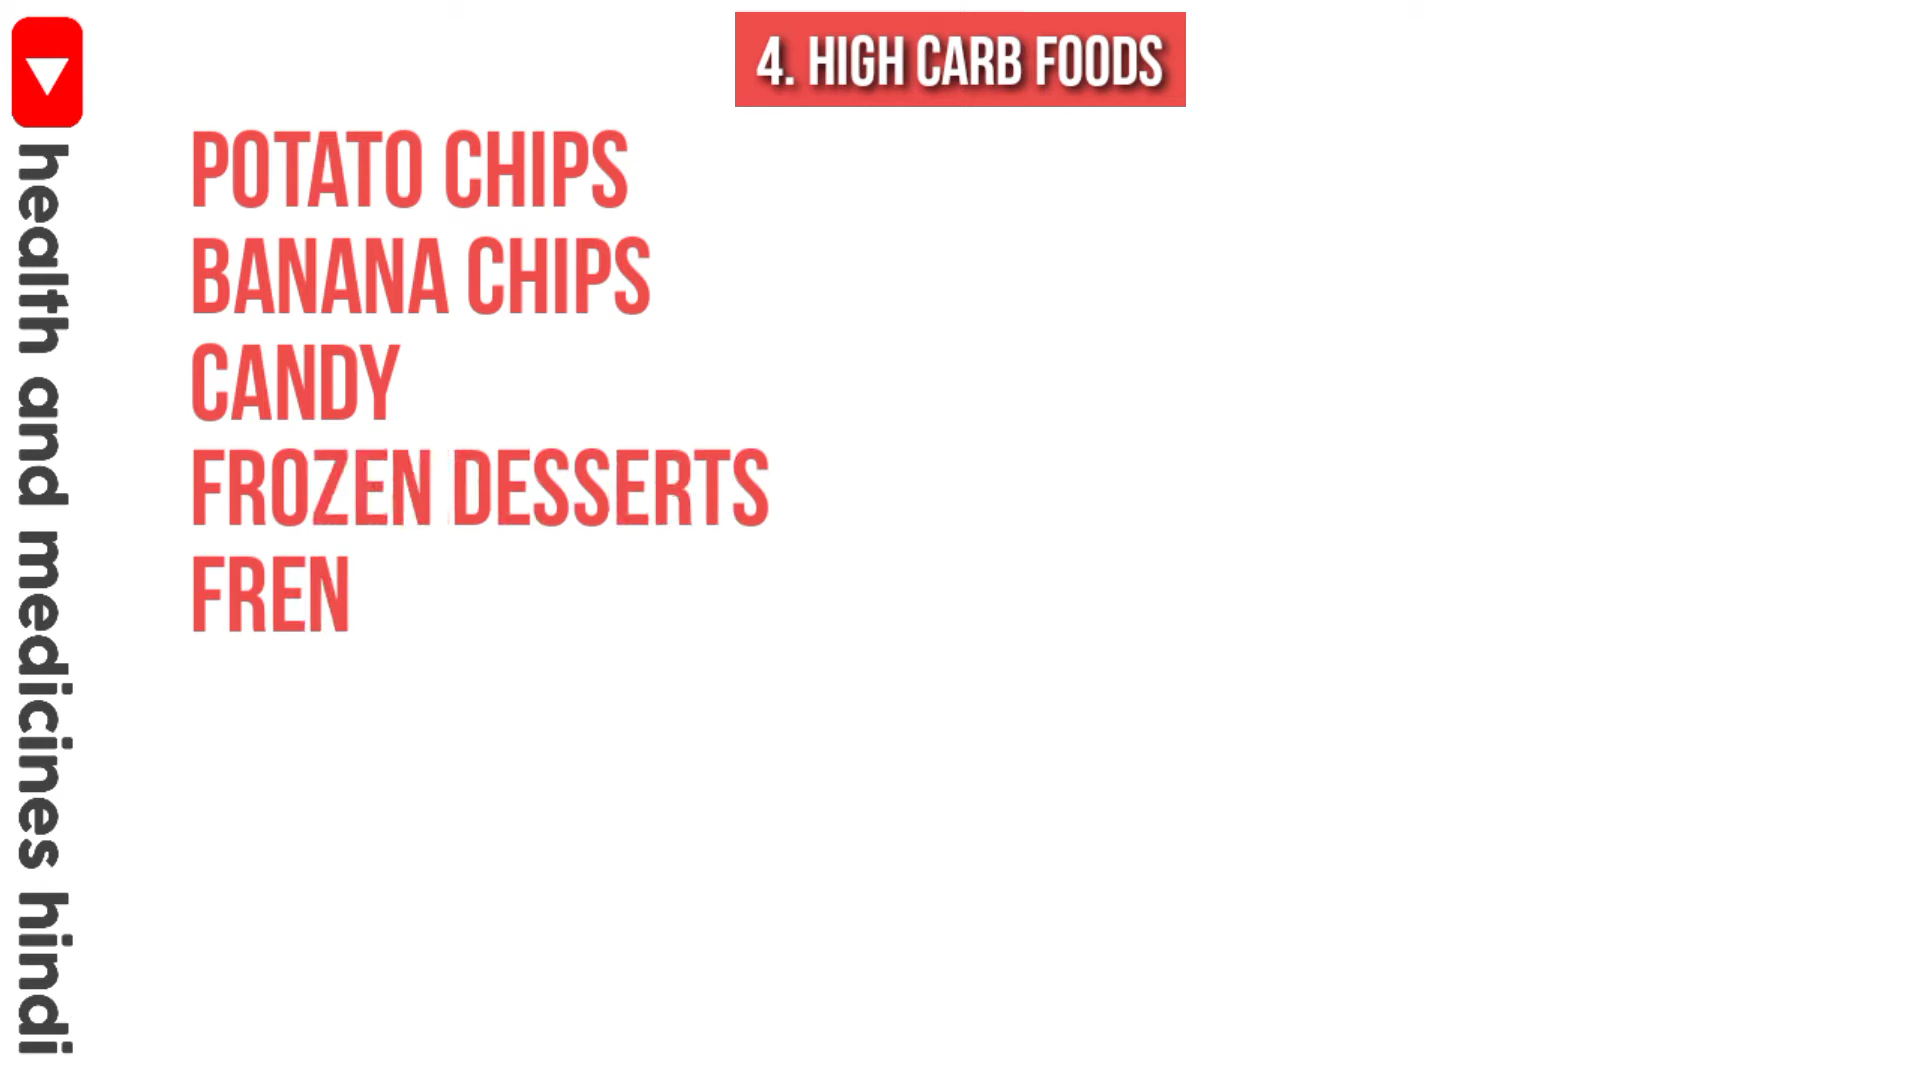 4. HIGH CARB FOODS
POTATO CHIPS
BANANA CHIPS
CANDY
FROZEN DESSERTS
FREN
health and medicines hindi